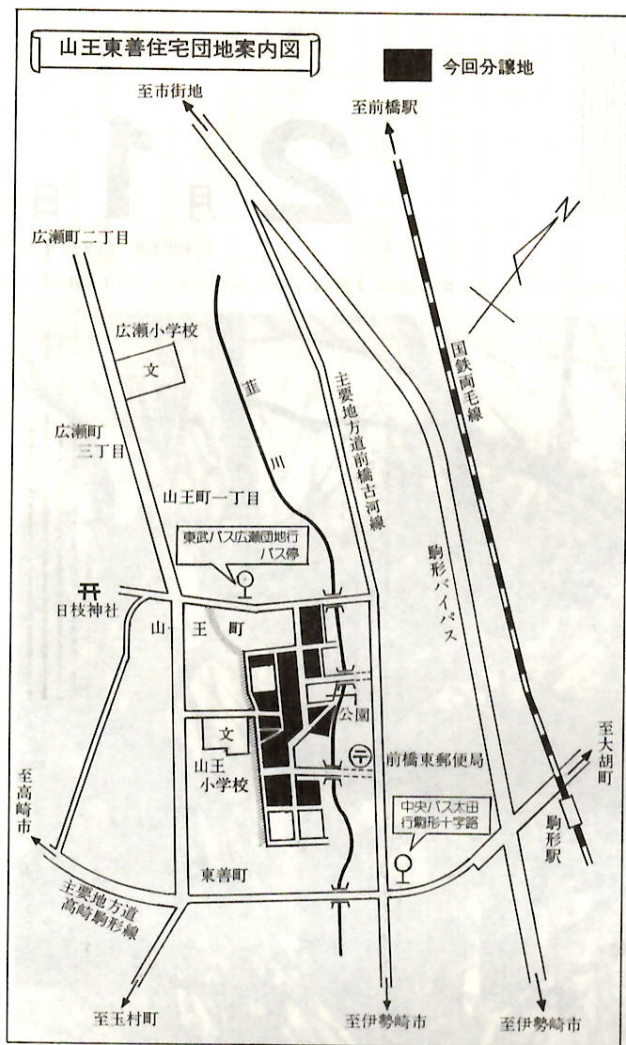 山王東善住宅団地案内図
今回分譲地
至市街地
至前橋駅
N
広瀬町二丁目
広瀬小学校
文
国鉄両毛線
韮川
主要地方道前橋古河線
広瀬町
三丁目
山王町一丁目
東武バス広瀬団地行
バス停
駒形バイパス
日枝神社
山王町
公園
文
山王
小学校
前橋東郵便局
至大胡町
中央バス太田
行駒形十字路
駒形駅
至高崎市
東善町
主要地方道
高崎駒形線
至玉村町
至伊勢崎市
至伊勢崎市